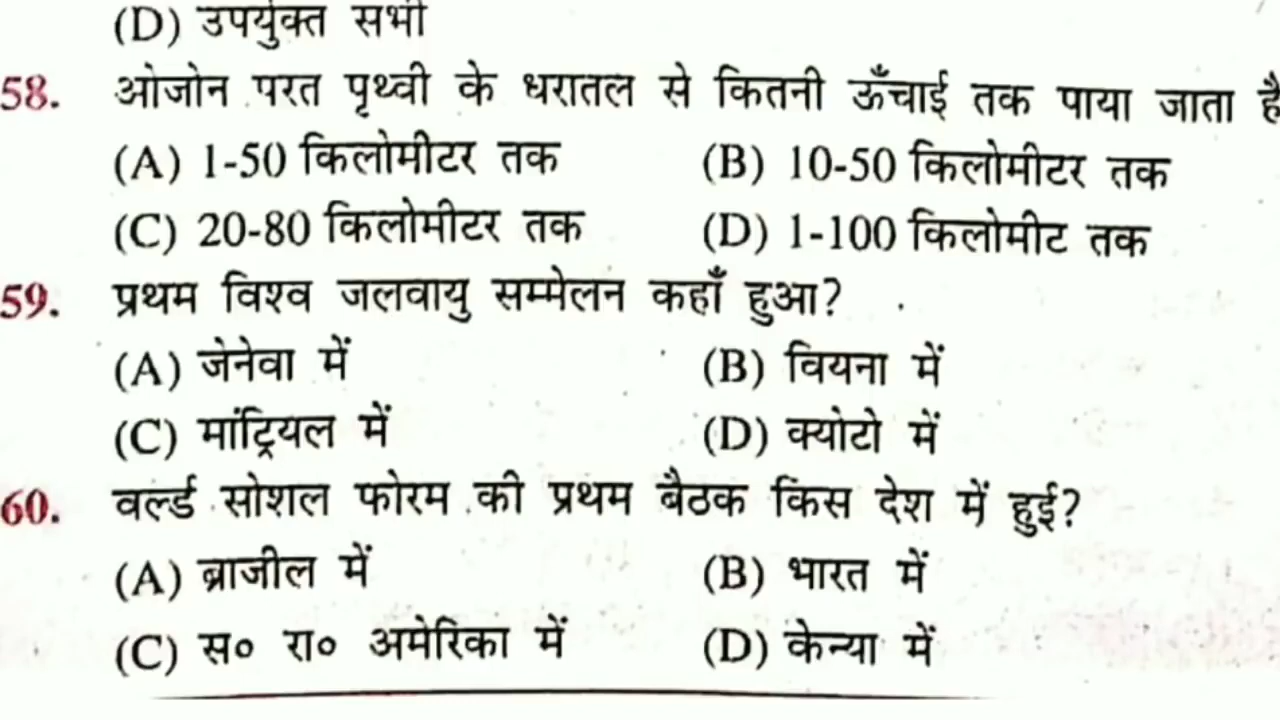 (D) उपर्युक्त सभी
58. ओजोन परत पृथ्वी के धरातल से कितनी ऊँचाई तक पाया जाता है
(A) 1-50 किलोमीटर तक (B) 10-50 किलोमीटर तक
(C) 20-80 किलोमीटर तक (D) 1-100 किलोमीट तक
59. प्रथम विश्व जलवायु सम्मेलन कहाँ हुआ?
(A) जेनेवा में (B) वियना में
(C) मांट्रियल में (D) क्योटो में
60. वर्ल्ड सोशल फोरम की प्रथम बैठक किस देश में हुई?
(A) ब्राजील में (B) भारत में
(C) स० रा० अमेरिका में (D) केन्या में